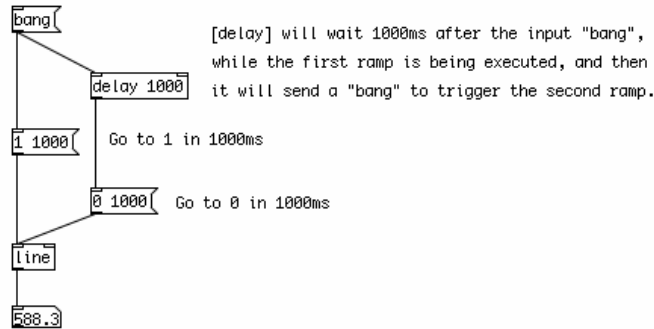 bang
[delay] will wait 1000ms after the input "bang",
while the first ramp is being executed, and then
it will send a "bang" to trigger the second ramp.
delay 1000
1 1000
Go to 1 in 1000ms
0 1000
Go to 0 in 1000ms
line
588.3